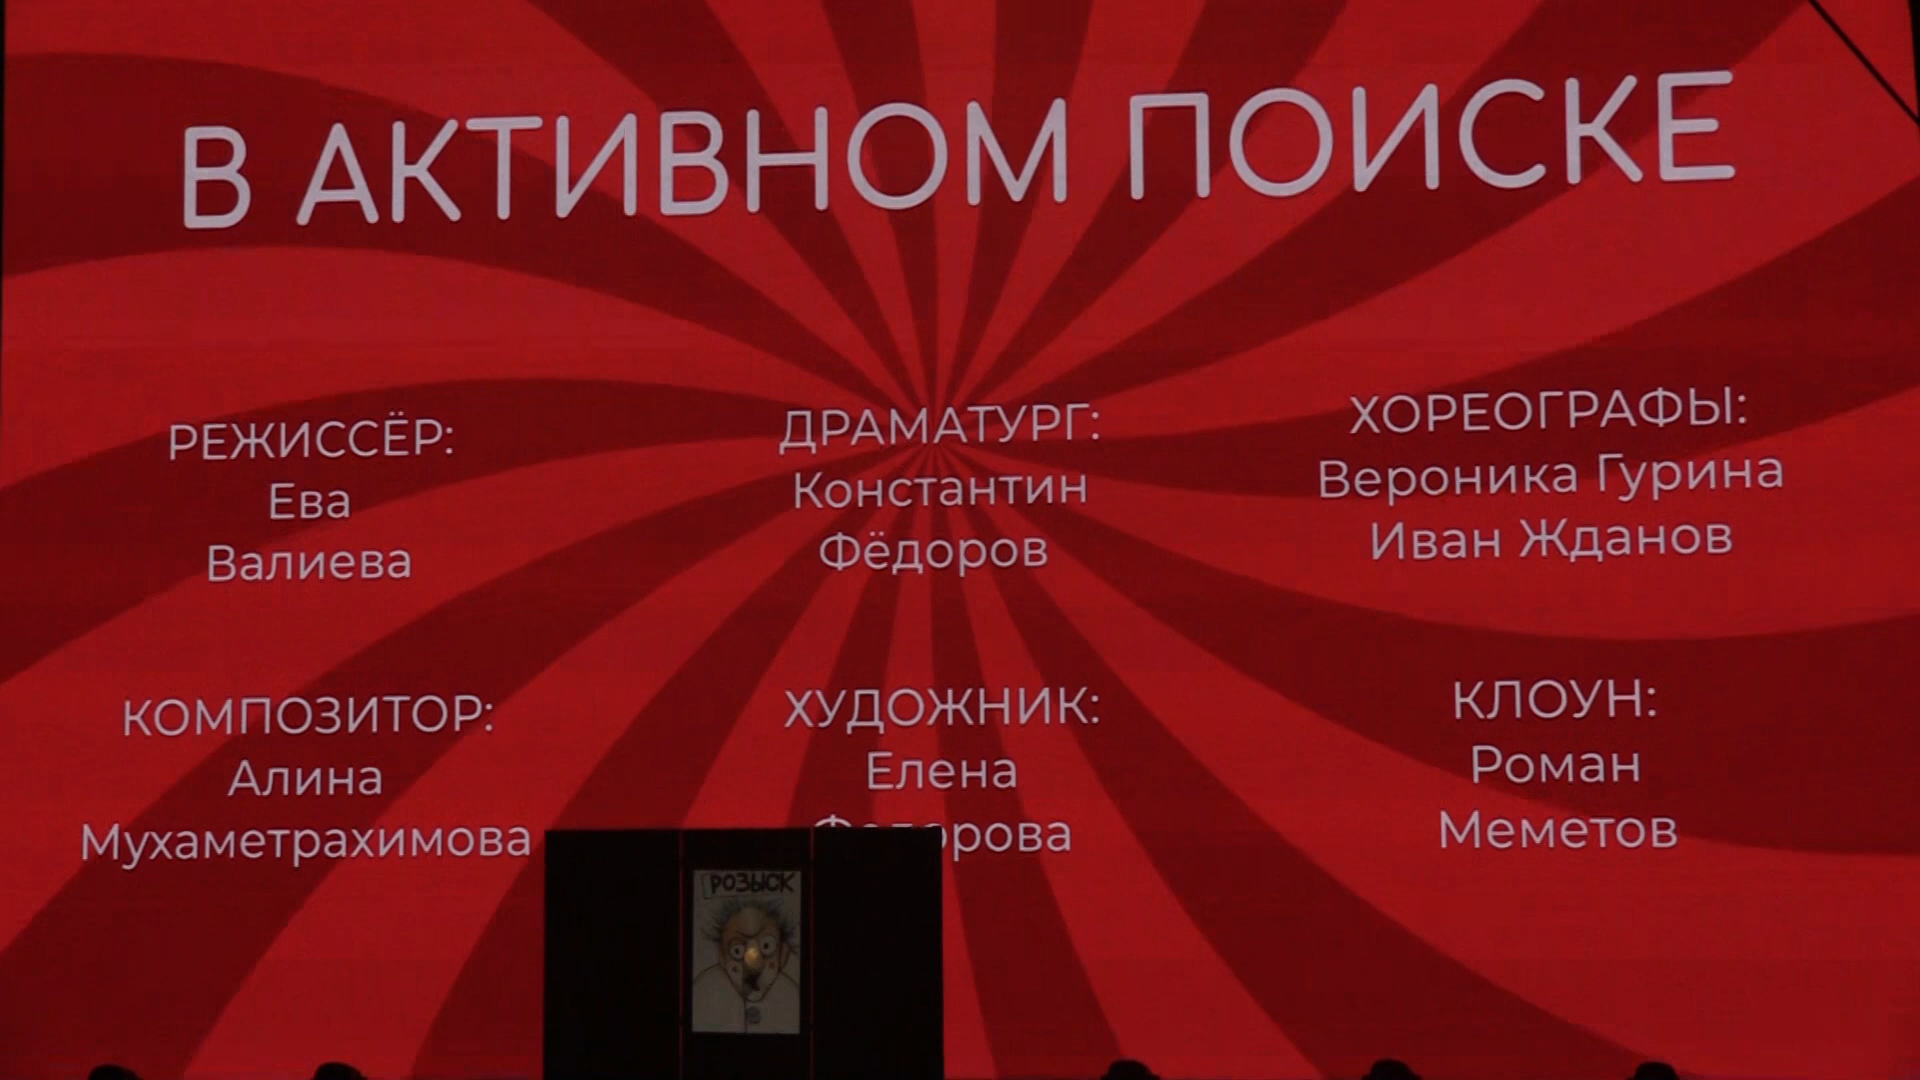 В АКТИВНОМ ПОИСКЕ
РЕЖИССЁР:
Ева
Валиева
ДРАМАТУРГ:
Константин
Фёдоров
ХОРЕОГРАФЫ:
Вероника Гурина
Иван Жданов
КОМПОЗИТОР:
Алина
Мухаметрахимова
ХУДОЖНИК:
Елена
КЛОУН:
Роман
Меметов
РОЗЫСК